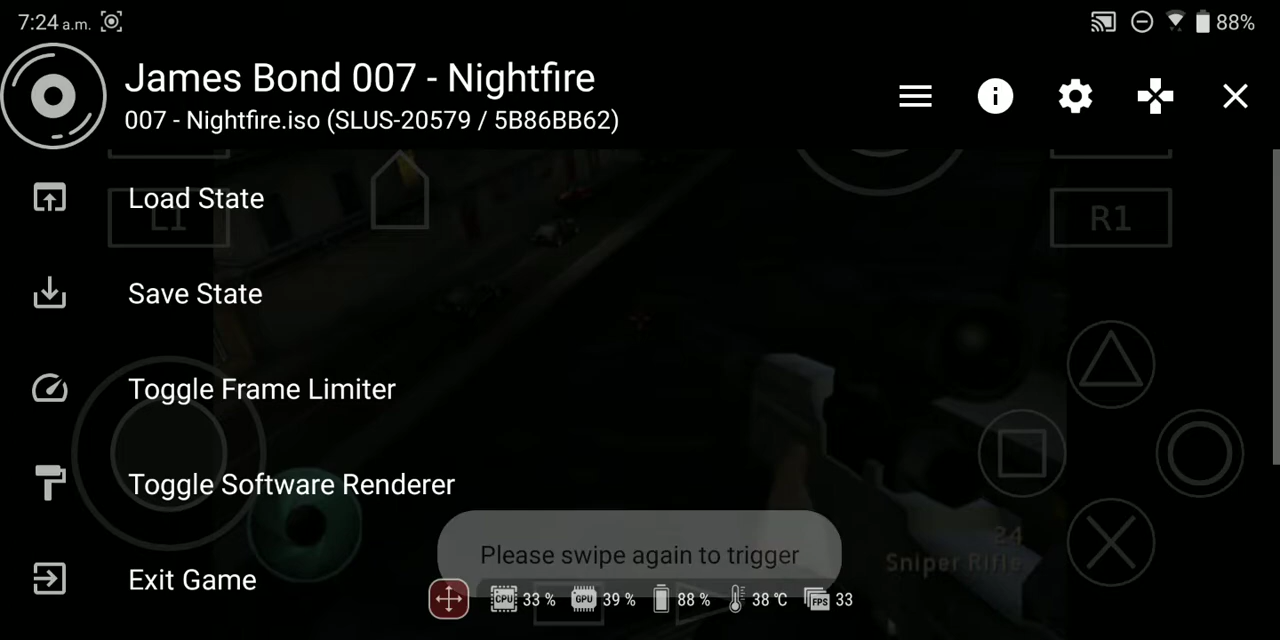 7:24 a.m.
88%
James Bond 007 - Nightfire
007 - Nightfire.iso (SLUS-20579 / 5B86BB62)
Load State
L1
R1
Save State
Toggle Frame Limiter
Toggle Software Renderer
24
Sniper Rifle
Please swipe again to trigger
Exit Game
CPU 33 % GPU 39 % 88 % 38 ℃ FPS 33